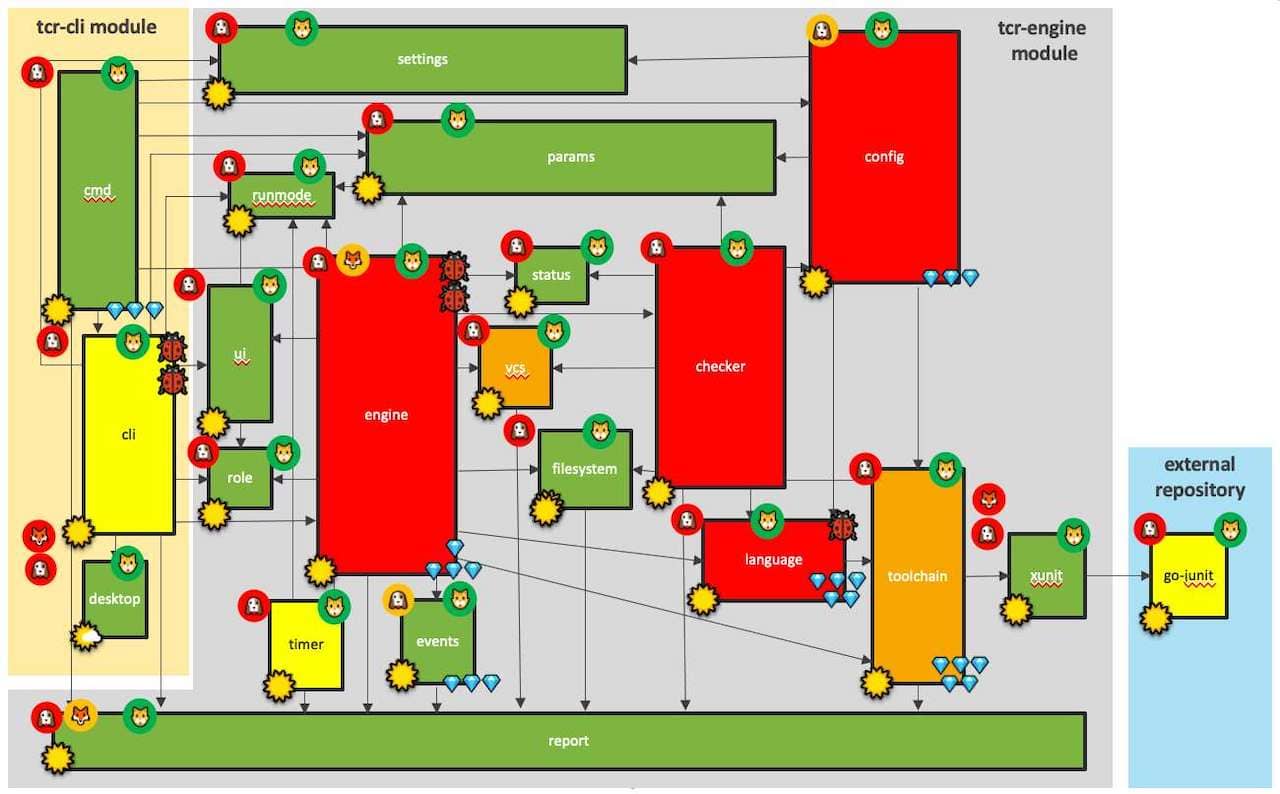 tcr-cli module
tcr-engine
module
settings
params
config
cmd
runmode
status
ui
vcs
checker
engine
cli
role
filesystem
external
repository
language
toolchain
xunit
go-junit
desktop
timer
events
report